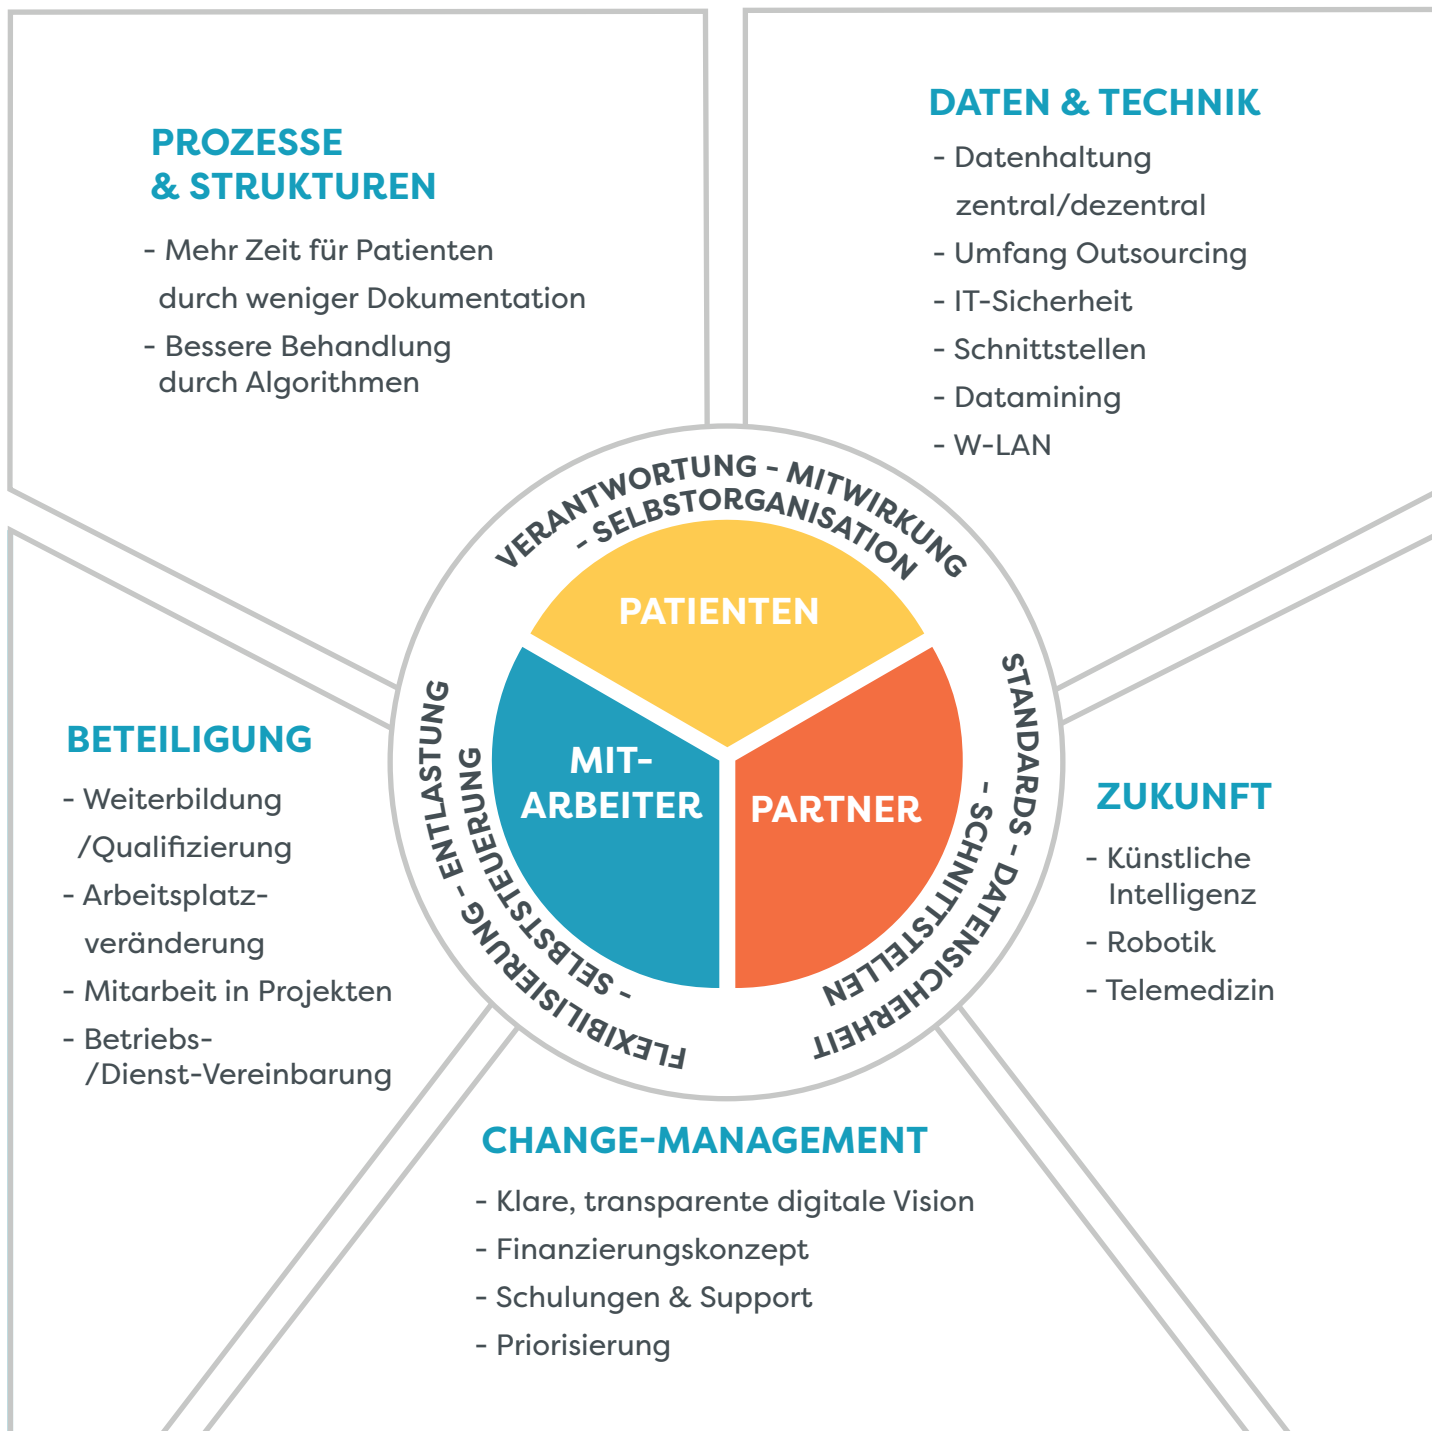 PROZESSE
& STRUKTUREN
- Mehr Zeit für Patienten
durch weniger Dokumentation
- Bessere Behandlung
durch Algorithmen
DATEN & TECHNIK
- Datenhaltung
zentral/dezentral
- Umfang Outsourcing
- IT-Sicherheit
- Schnittstellen
- Datamining
- W-LAN
VERANTWORTUNG - MITWIRKUNG
- SELBSTORGANISATION
PATIENTEN
MIT-
ARBEITER
PARTNER
FLEXIBILISIERUNG - ENTLASTUNG
- SELBSTSTEUERUNG
STANDARDS - DATENSICHERHEIT
- SCHNITTSTELLEN
BETEILIGUNG
- Weiterbildung
/Qualifizierung
- Arbeitsplatz-
veränderung
- Mitarbeit in Projekten
- Betriebs-
/Dienst-Vereinbarung
ZUKUNFT
- Künstliche
Intelligenz
- Robotik
- Telemedizin
CHANGE-MANAGEMENT
- Klare, transparente digitale Vision
- Finanzierungskonzept
- Schulungen & Support
- Priorisierung